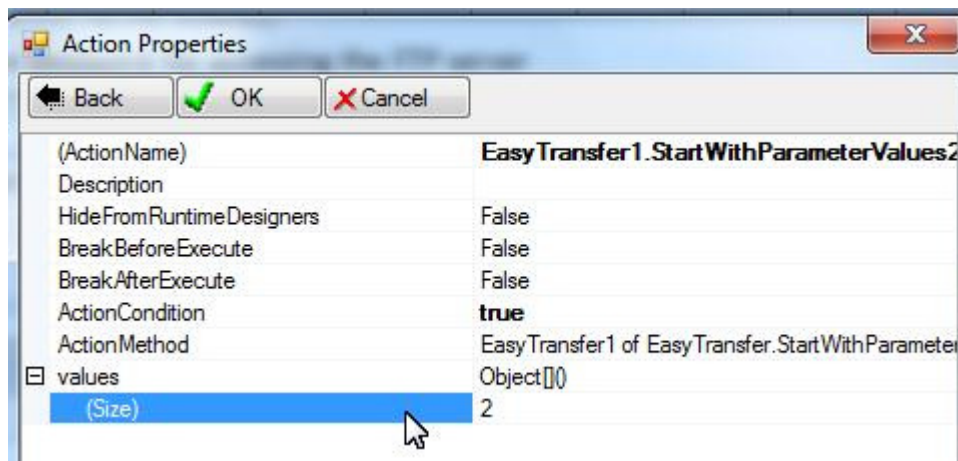 Action Properties
Back OK Cancel
(ActionName) EasyTransfer1.StartWithParameterValues2
Description
HideFromRuntimeDesigners False
BreakBeforeExecute False
BreakAfterExecute False
ActionCondition true
ActionMethod EasyTransfer1 of EasyTransfer.StartWithParameter
values Object[]()
(Size) 2